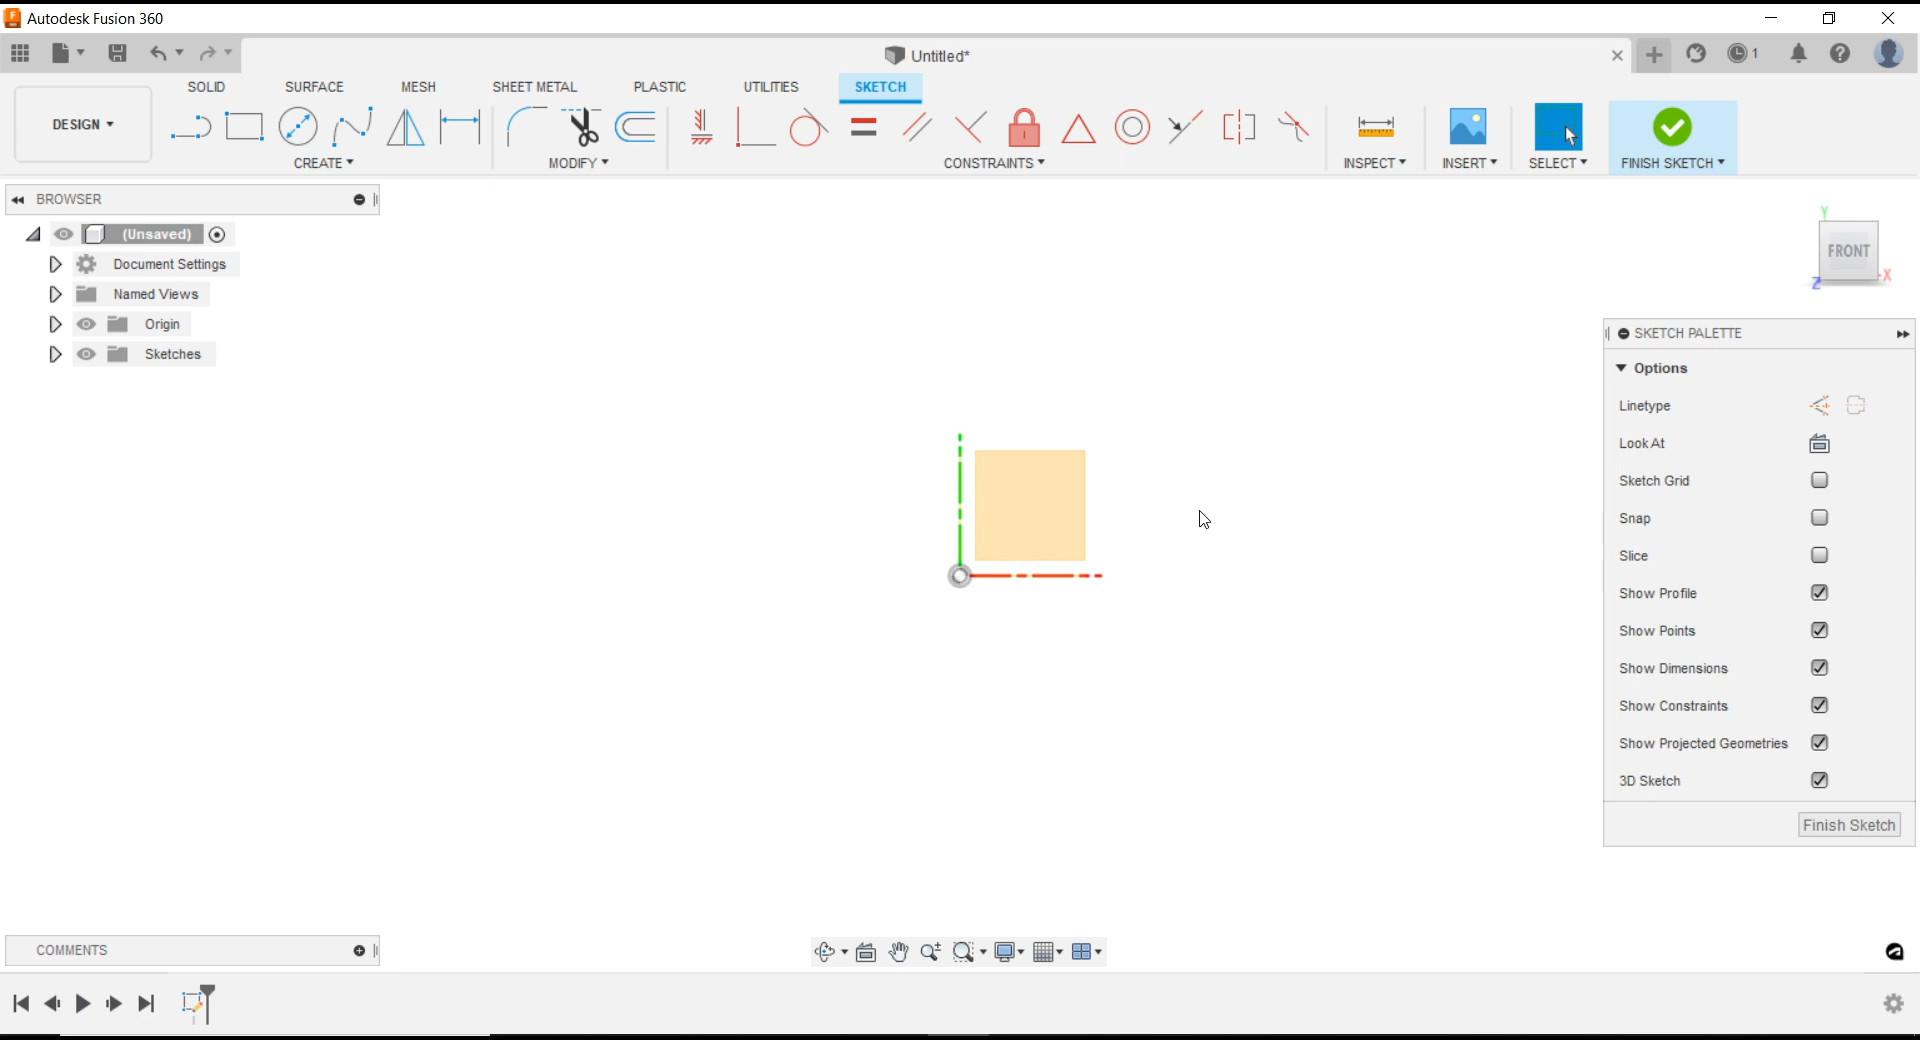 Autodesk Fusion 360
Untitled*
1
SOLID SURFACE MESH SHEET METAL PLASTIC UTILITIES SKETCH
DESIGN
CREATE MODIFY CONSTRAINTS INSPECT INSERT SELECT FINISH SKETCH
BROWSER
(Unsaved)
Document Settings
Named Views
Origin
Sketches
Y
FRONT
X
Z
SKETCH PALETTE
Options
Linetype
Look At
Sketch Grid
Snap
Slice
Show Profile
Show Points
Show Dimensions
Show Constraints
Show Projected Geometries
3D Sketch
Finish Sketch
COMMENTS